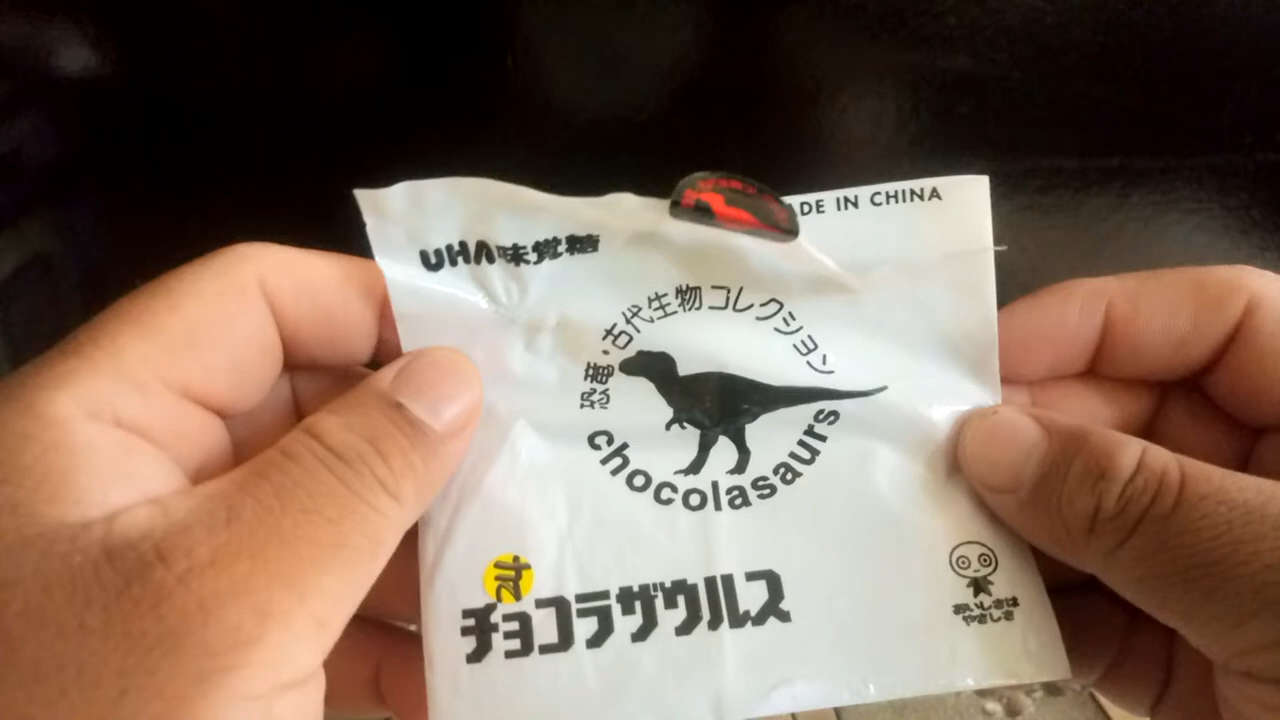 UHA味覚糖
ADE IN CHINA
恐竜・古代生物コレクション
chocolasaurs
チョコラザウルス
おいしさは
やさしさ